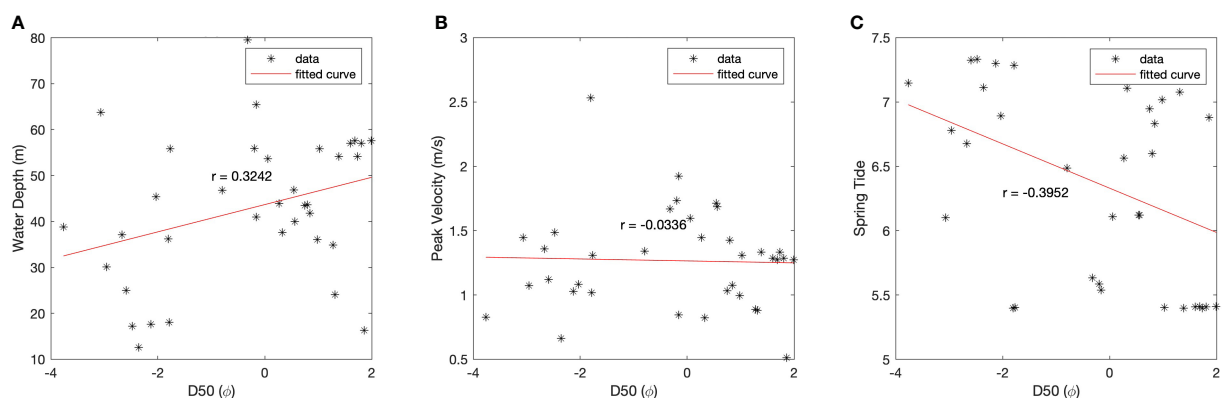 A
80
70
60
50
40
30
20
10
Water Depth (m)
-4
-2
0
2
D50 (ϕ)
data
fitted curve
r = 0.3242
B
3
2.5
2
1.5
1
0.5
Peak Velocity (m/s)
-4
-2
0
2
D50 (ϕ)
data
fitted curve
r = -0.0336
C
7.5
7
6.5
6
5.5
5
Spring Tide
-4
-2
0
2
D50 (ϕ)
data
fitted curve
r = -0.3952